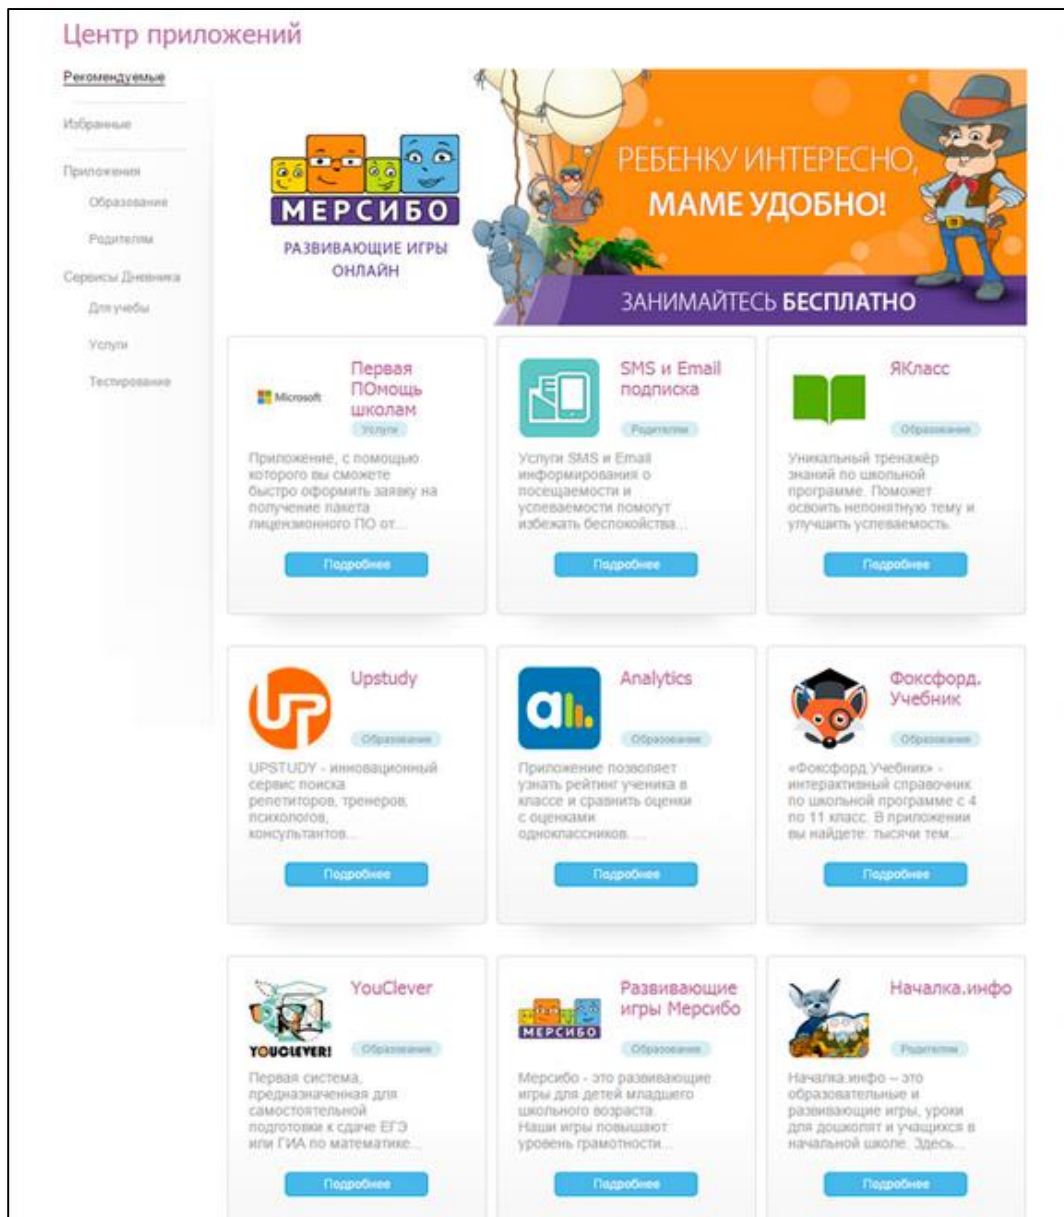 Центр приложений
Рекомендуемые
Избранные
Приложения
Образование
Родителям
Сервисы Дневника
Для учебы
Услуги
Тестирование
МЕРСИБО
РАЗВИВАЮЩИЕ ИГРЫ
ОНЛАЙН
РЕБЕНКУ ИНТЕРЕСНО,
МАМЕ УДОБНО!
ЗАНИМАЙТЕСЬ БЕСПЛАТНО
Microsoft
Первая
ПОмощь
школам
Услуги
Приложение, с помощью
которого вы сможете
быстро оформить заявку на
получение пакета
лицензионного ПО от...
Подробнее
SMS и Email
подписка
Родителям
Услуги SMS и Email
информирования о
посещаемости и
успеваемости помогут
избежать беспокойства...
Подробнее
ЯКласс
Образование
Уникальный тренажёр
знаний по школьной
программе. Поможет
освоить непонятную тему и
улучшить успеваемость.
Подробнее
UP
Upstudy
Образование
UPSTUDY - инновационный
сервис поиска
репетиторов, тренеров,
психологов,
консультантов...
Подробнее
Analytics
Образование
Приложение позволяет
узнать рейтинг ученика в
классе и сравнить оценки
с оценками
одноклассников. ...
Подробнее
Фоксфорд.
Учебник
Образование
«Фоксфорд.Учебник» -
интерактивный справочник
по школьной программе с 4
по 11 класс. В приложении
вы найдете: тысячи тем...
Подробнее
YOUCLEVER!
YouClever
Образование
Первая система,
предназначенная для
самостоятельной
подготовки к сдаче ЕГЭ
или ГИА по математике...
Подробнее
МЕРСИБО
Развивающие
игры Мерсибо
Образование
Мерсибо - это развивающие
игры для детей младшего
школьного возраста.
Наши игры повышают
уровень грамотности...
Подробнее
Началка.инфо
Родителям
Началка.инфо – это
образовательные и
развивающие игры, уроки
для дошколят и учащихся в
начальной школе. Здесь...
Подробнее